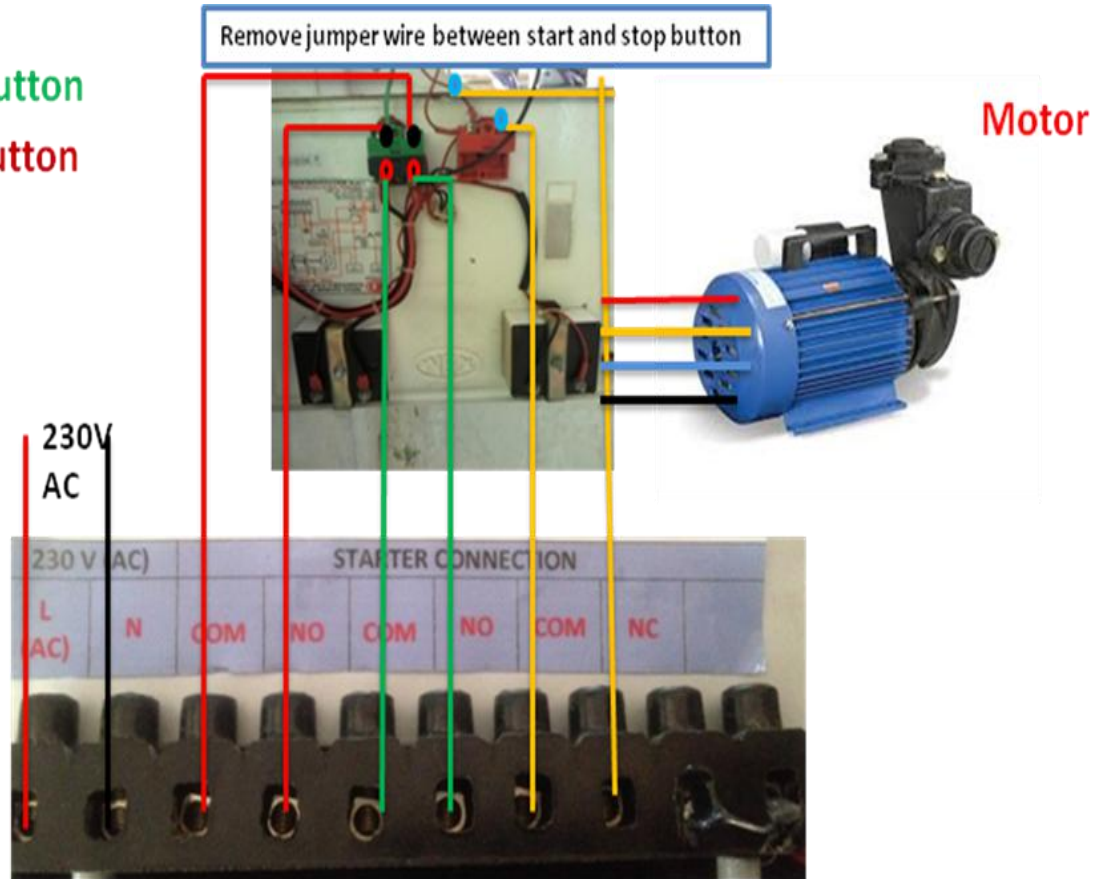 Remove jumper wire between start and stop button
utton
utton
Motor
230V
AC
230 V (AC)
STARTER CONNECTION
L
(AC)
N
COM
NO
COM
NO
COM
NC